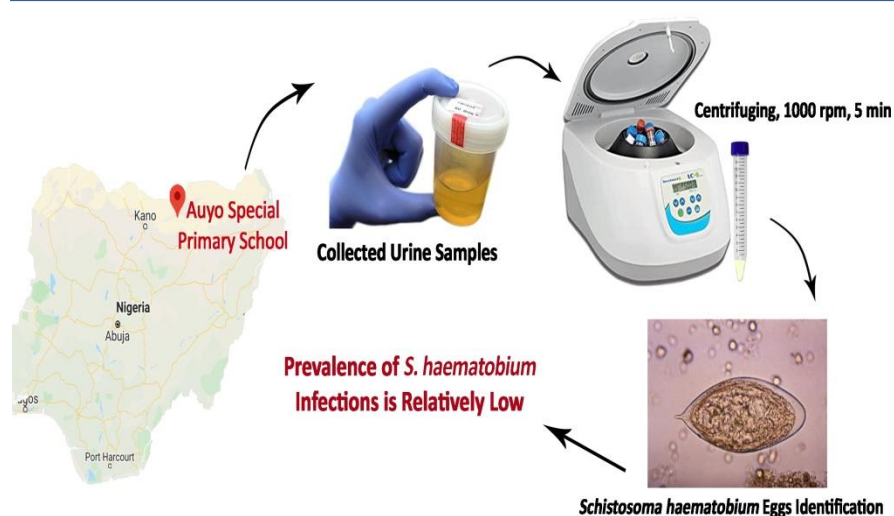 Auyo Special
Primary School
Kano
Nigeria
Abuja
Port Harcourt
Collected Urine Samples
Centrifuging, 1000 rpm, 5 min
Schistosoma haematobium Eggs Identification
Prevalence of S. haematobium
Infections is Relatively Low